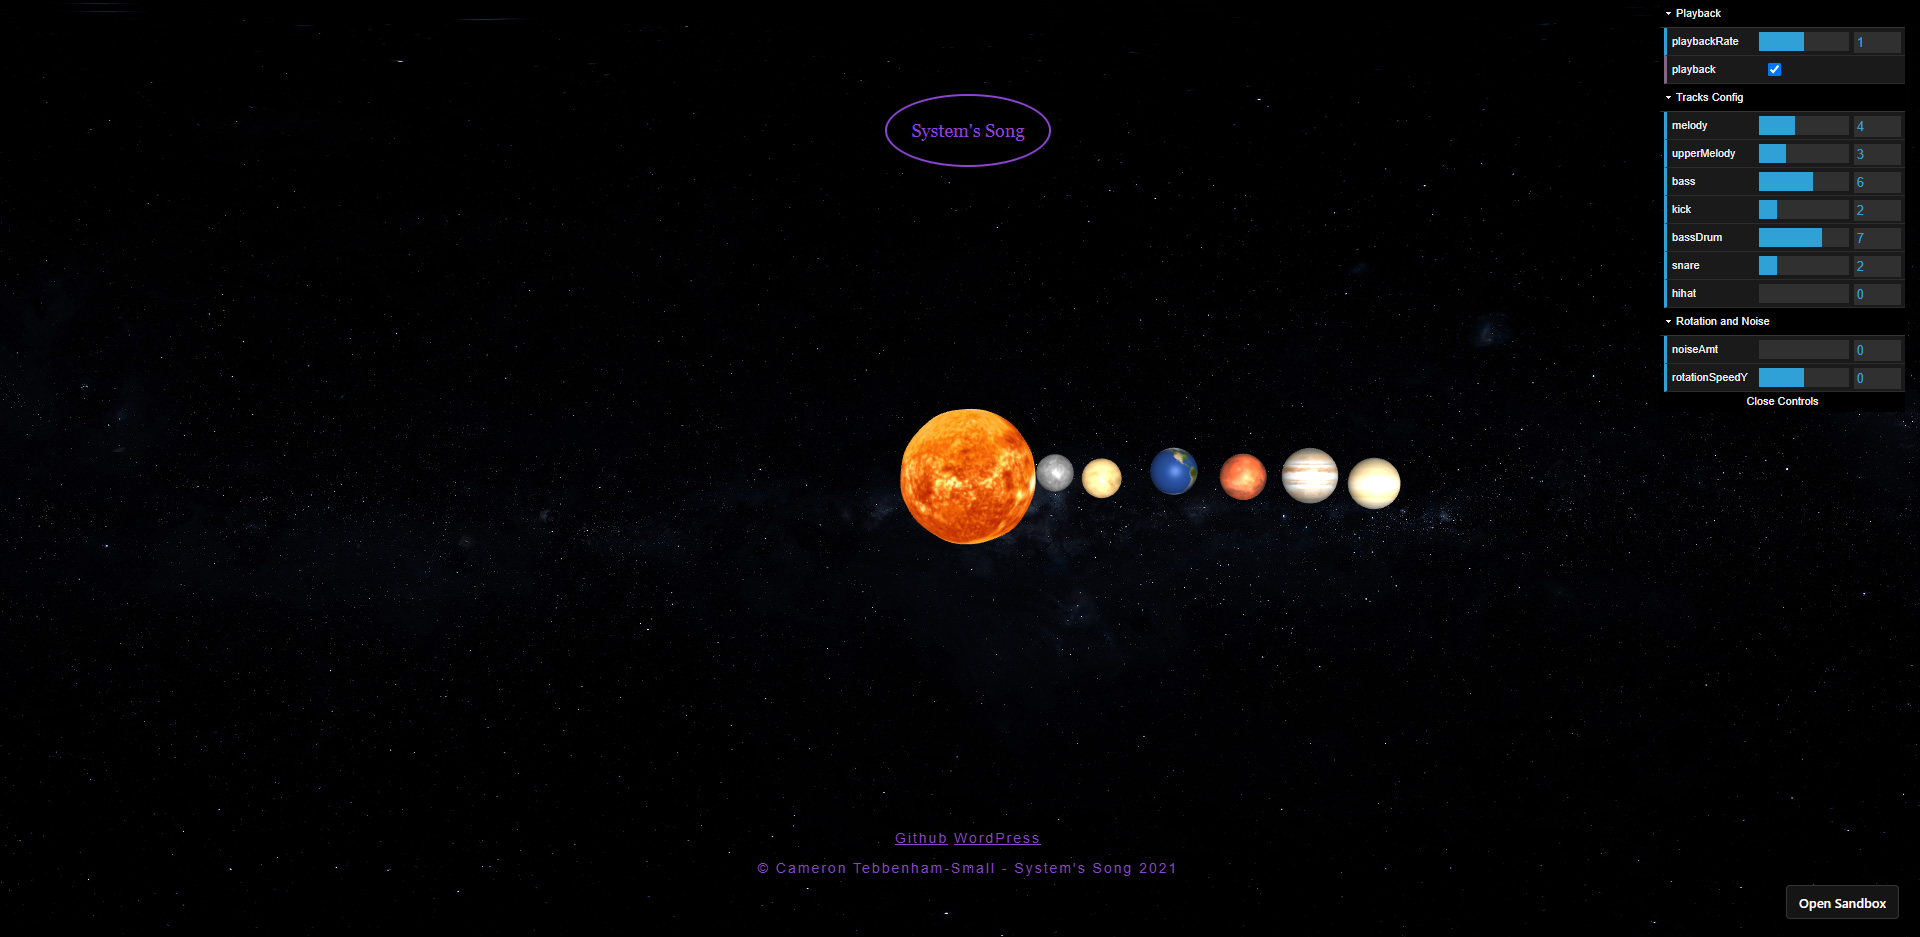 System's Song
Playback
playbackRate 1
playback
Tracks Config
melody 4
upperMelody 3
bass 6
kick 2
bassDrum 7
snare 2
hihat 0
Rotation and Noise
noiseAmt 0
rotationSpeedY 0
Close Controls
Github WordPress
© Cameron Tebbenham-Small - System's Song 2021
Open Sandbox